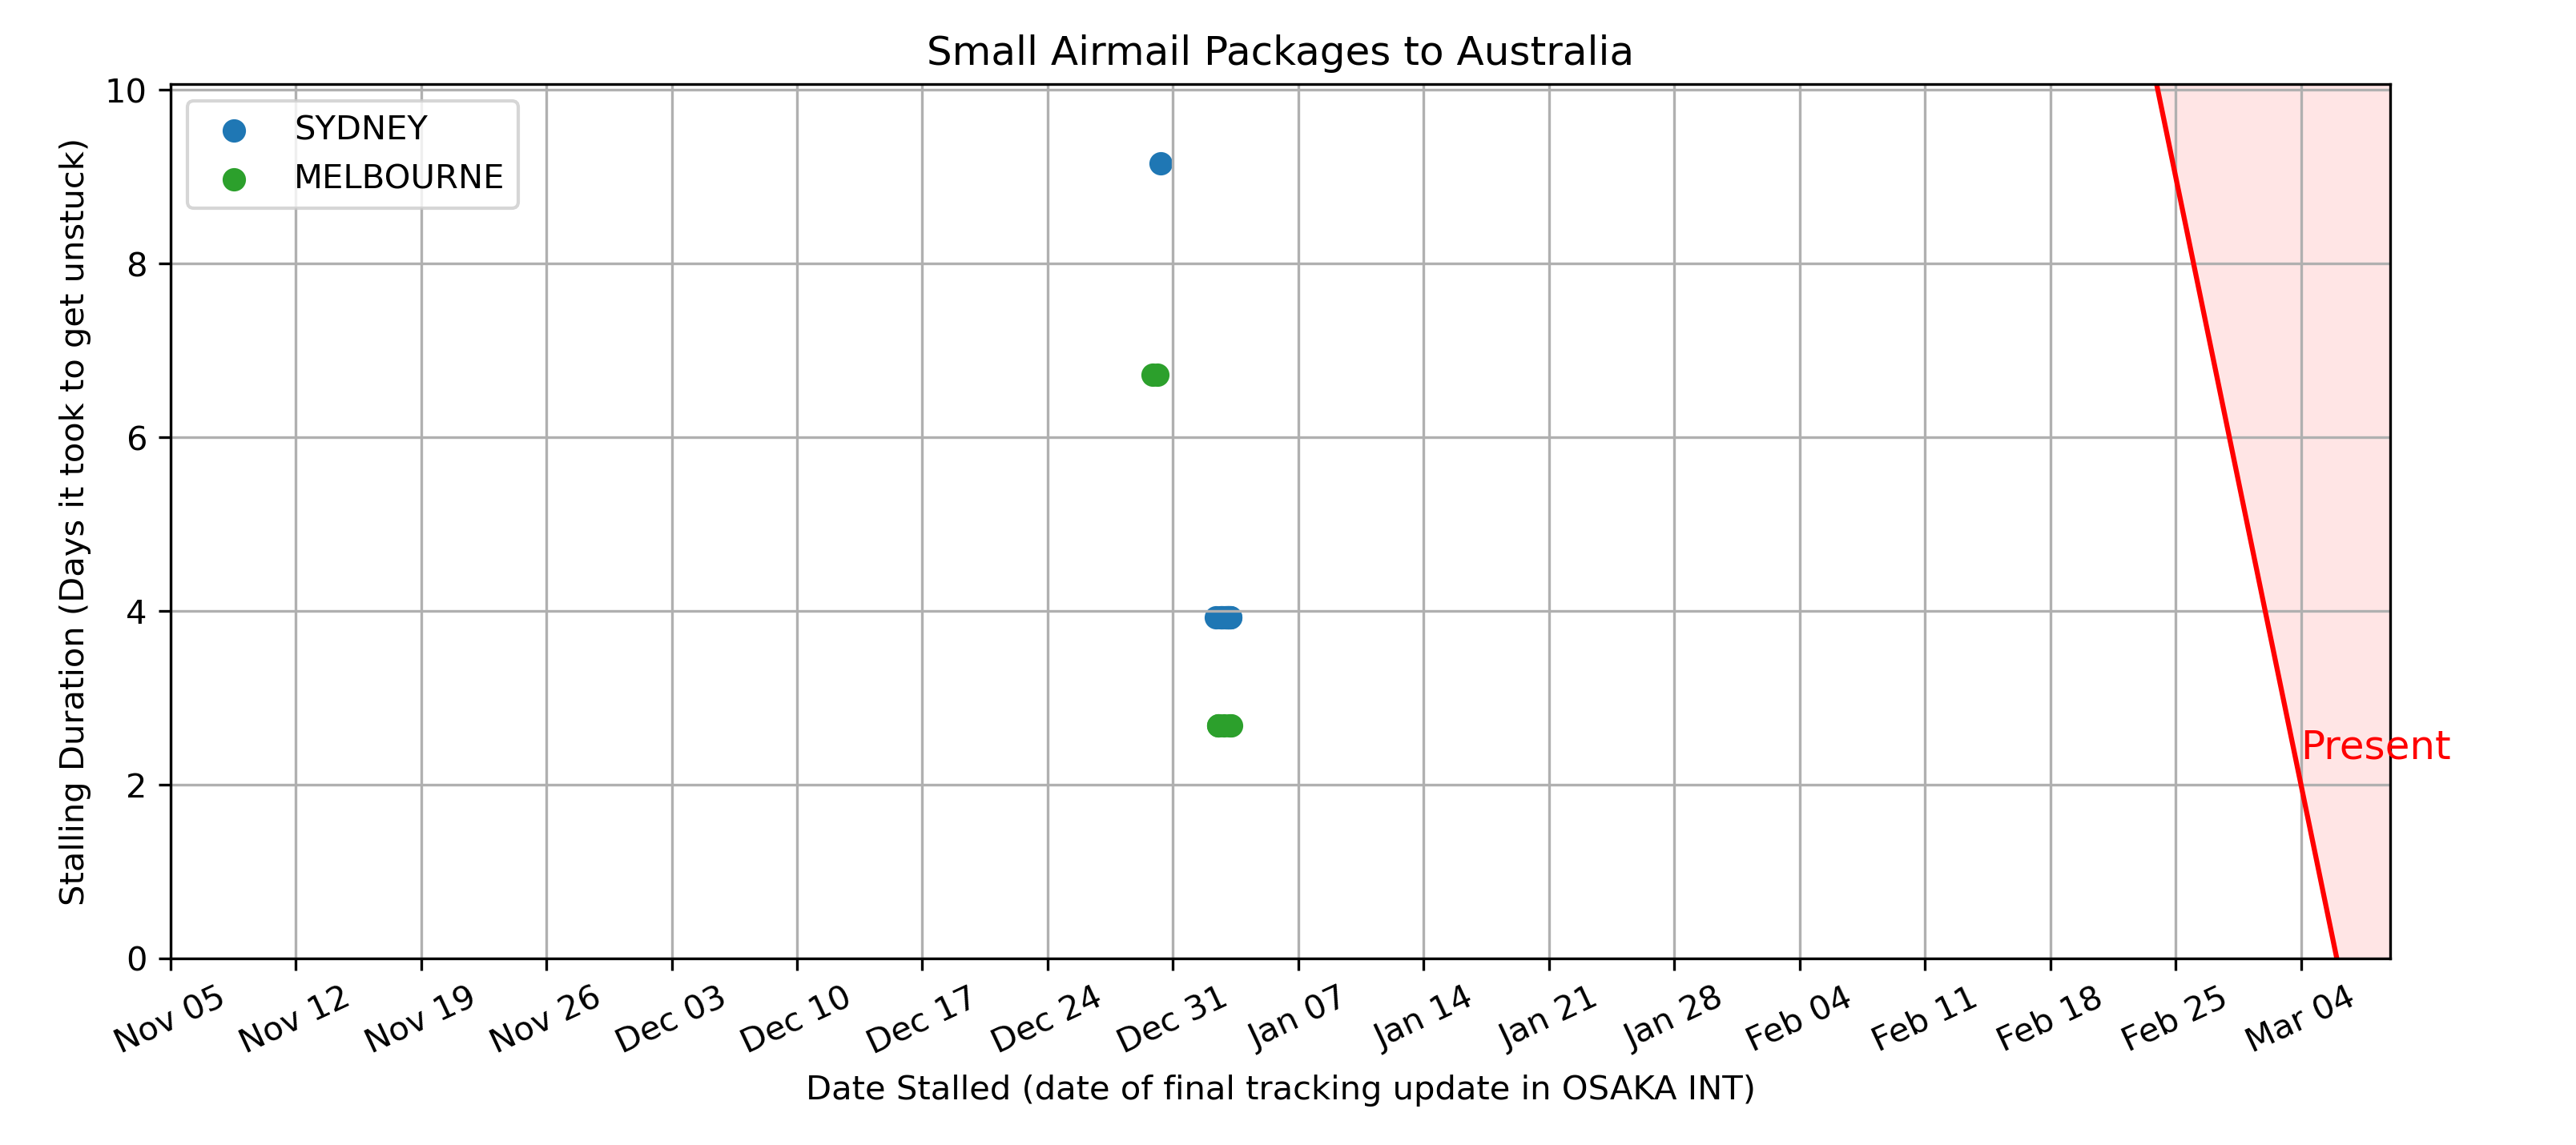 Small Airmail Packages to Australia
SYDNEY
MELBOURNE
Stalling Duration (Days it took to get unstuck)
10
8
6
4
2
0
Present
Nov 05
Nov 12
Nov 19
Nov 26
Dec 03
Dec 10
Dec 17
Dec 24
Dec 31
Jan 07
Jan 14
Jan 21
Jan 28
Feb 04
Feb 11
Feb 18
Feb 25
Mar 04
Date Stalled (date of final tracking update in OSAKA INT)